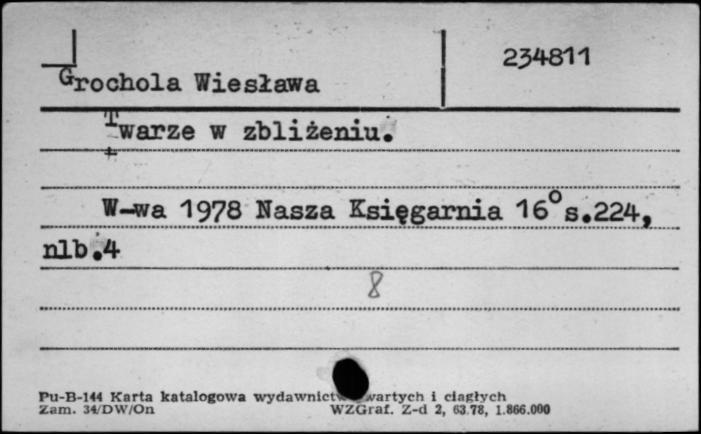 234811
Grochola Wiesława
Twarze w zbliżeniu.
+
W-wa 1978 Nasza Księgarnia 16° s.224,
nlb.4
8
Pu-B-144 Karta katalogowa wydawnictw zwartych i ciągłych
Zam. 34/DW/On WZGraf. Z-d 2, 63.78, 1.866.000